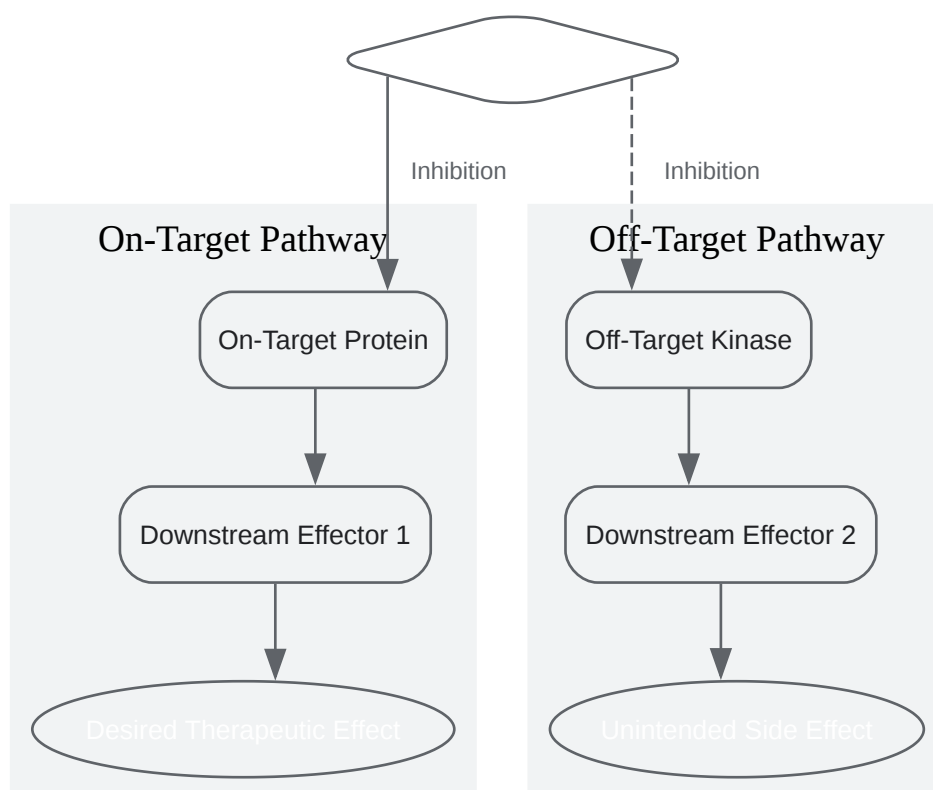 Inhibition
Inhibition
On-Target Pathway
Off-Target Pathway
On-Target Protein
Off-Target Kinase
Downstream Effector 1
Downstream Effector 2
Desired Therapeutic Effect
Unintended Side Effect